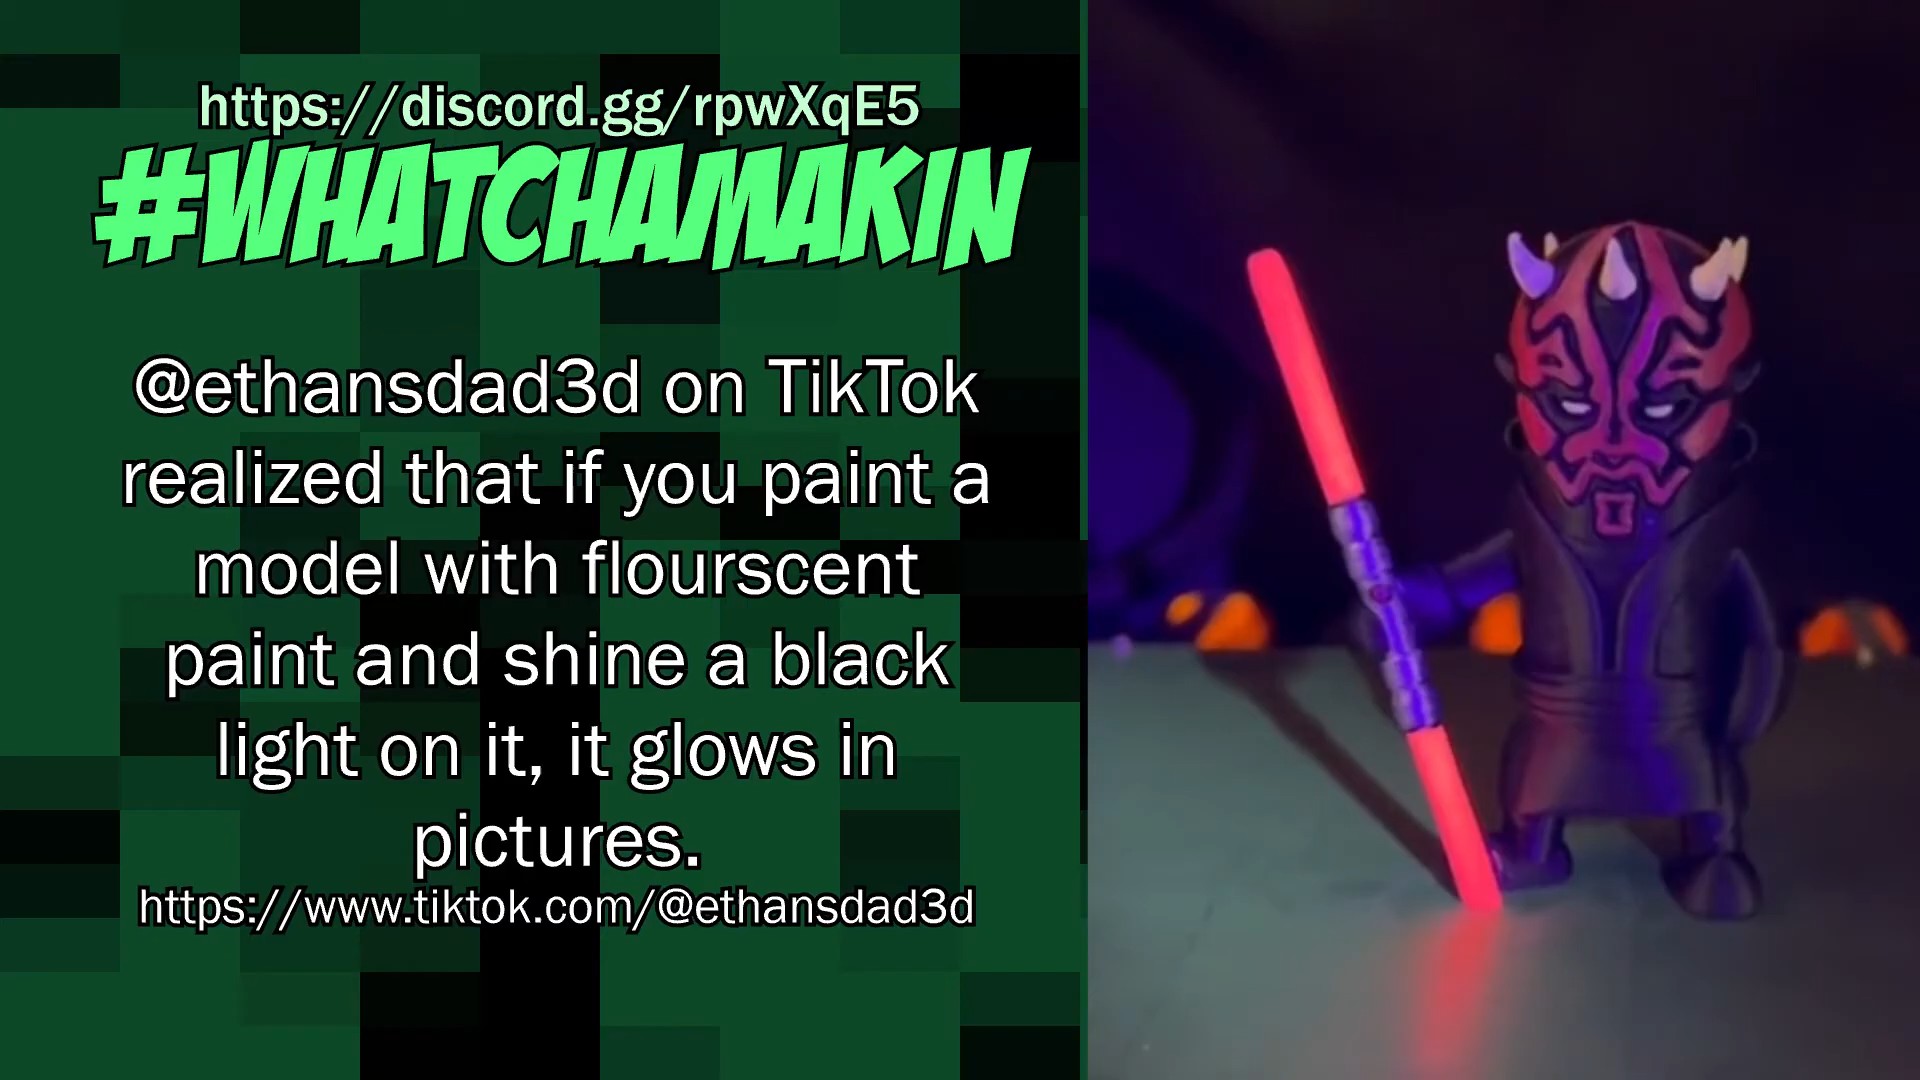 https://discord.gg/rpwXqE5
#WHATCHAMAKIN
@ethansdad3d on TikTok
realized that if you paint a
model with flourscent
paint and shine a black
light on it, it glows in
pictures.
https://www.tiktok.com/@ethansdad3d